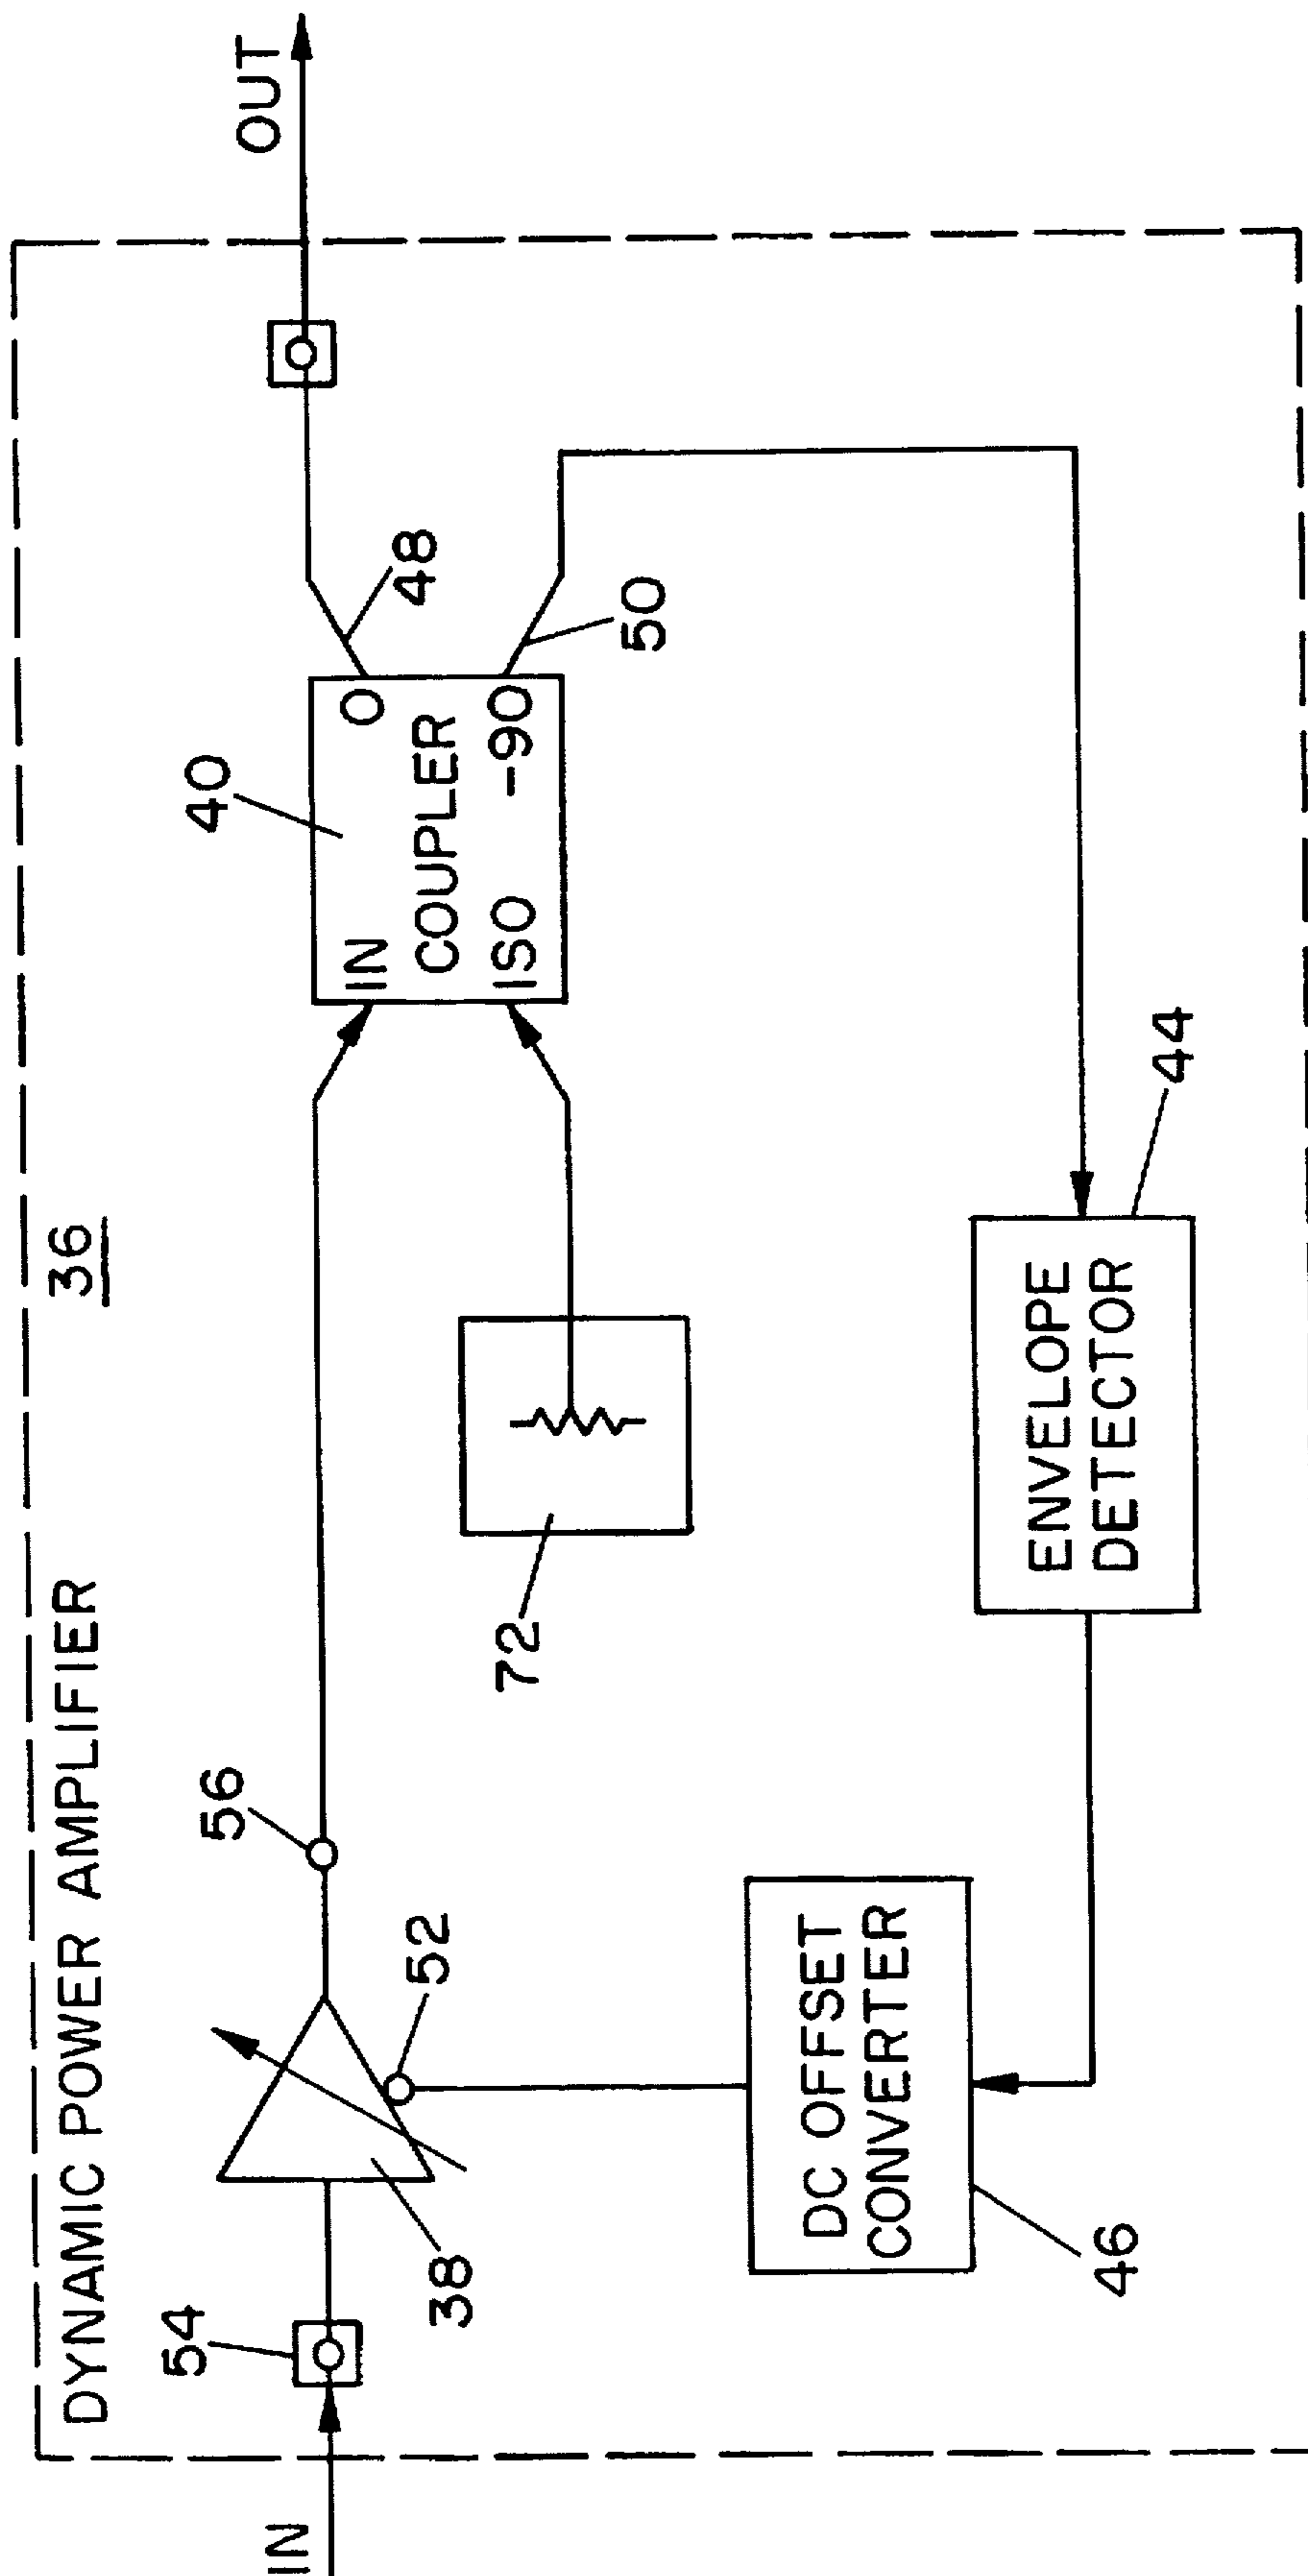 DYNAMIC POWER AMPLIFIER
36
IN
54
38
56
52
40
IN
0
COUPLER
ISO
-90
48
50
OUT
72
DC OFFSET
CONVERTER
46
ENVELOPE
DETECTOR
44